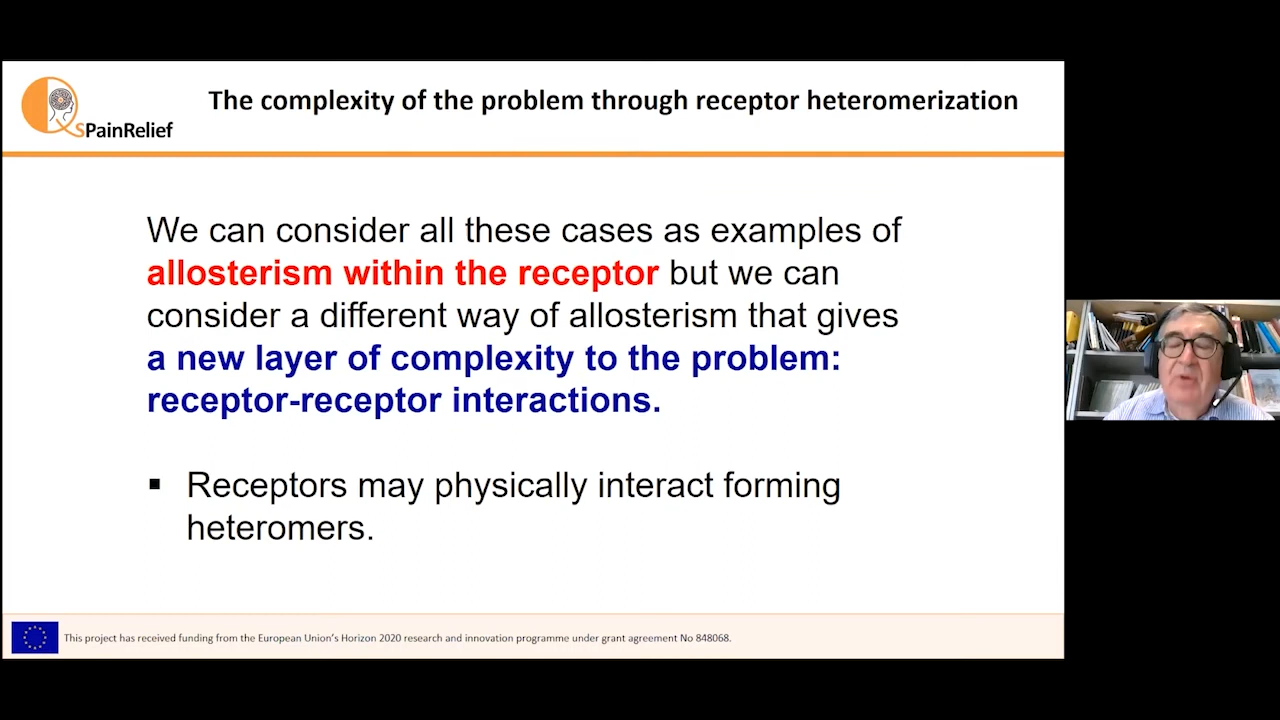 The complexity of the problem through receptor heteromerization
QSPainRelief
We can consider all these cases as examples of
allosterism within the receptor but we can
consider a different way of allosterism that gives
a new layer of complexity to the problem:
receptor-receptor interactions.
▪ Receptors may physically interact forming
heteromers.
This project has received funding from the European Union's Horizon 2020 research and innovation programme under grant agreement No 848068.